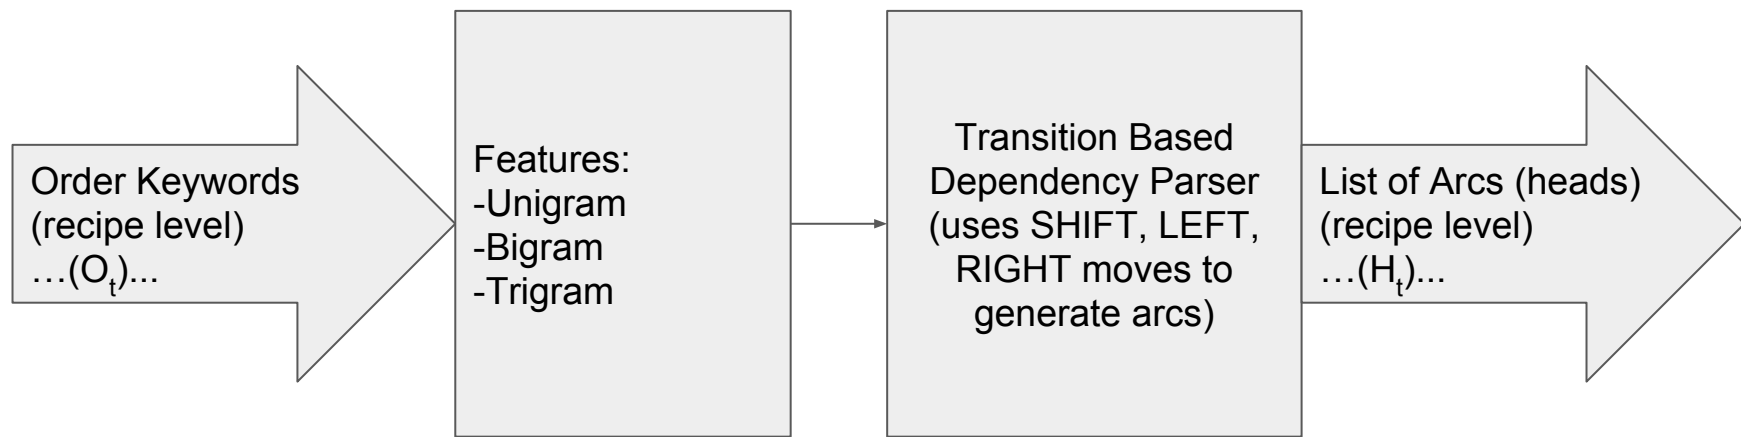 Order Keywords
(recipe level)
…(Oₜ)...
Features:
-Unigram
-Bigram
-Trigram
Transition Based
Dependency Parser
(uses SHIFT, LEFT,
RIGHT moves to
generate arcs)
List of Arcs (heads)
(recipe level)
…(Hₜ)...